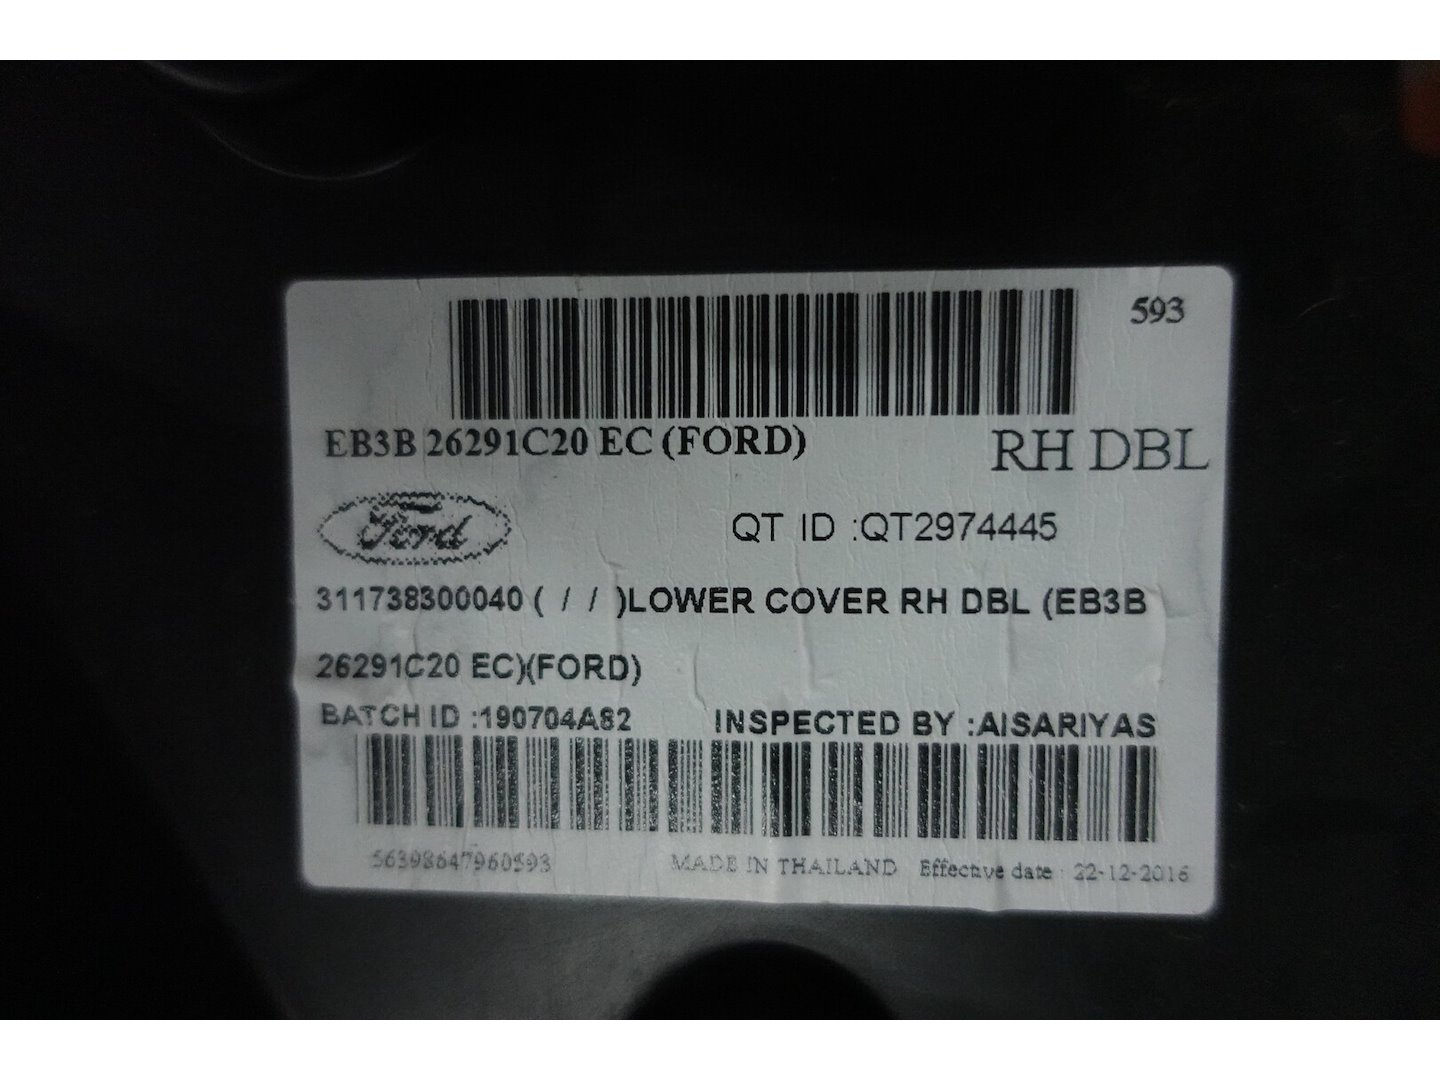 593
EB3B 26291C20 EC (FORD)
RH DBL
Ford
QT ID :QT2974445
311738300040 ( / / )LOWER COVER RH DBL (EB3B
26291C20 EC)(FORD)
BATCH ID :190704A82 INSPECTED BY :AISARIYAS
56398647960593 MADE IN THAILAND Effective date : 22-12-2016